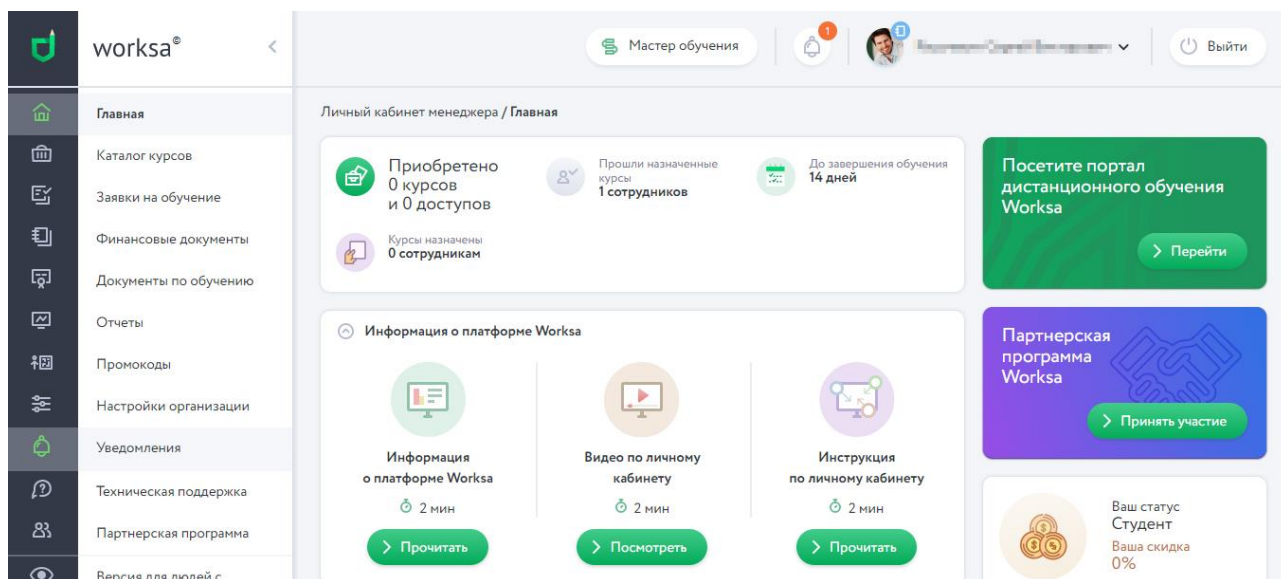 worksa®
Мастер обучения
1
Выйти
Главная
Каталог курсов
Заявки на обучение
Финансовые документы
Документы по обучению
Отчеты
Промокоды
Настройки организации
Уведомления
Техническая поддержка
Партнерская программа
Версия для людей с
Личный кабинет менеджера / Главная
Приобретено
0 курсов
и 0 доступов
Прошли назначенные
курсы
1 сотрудников
До завершения обучения
14 дней
Курсы назначены
0 сотрудникам
Информация о платформе Worksa
Информация
о платформе Worksa
2 мин
Прочитать
Видео по личному
кабинету
2 мин
Посмотреть
Инструкция
по личному кабинету
2 мин
Прочитать
Посетите портал
дистанционного обучения
Worksa
Перейти
Партнерская
программа
Worksa
Принять участие
Ваш статус
Студент
Ваша скидка
0%